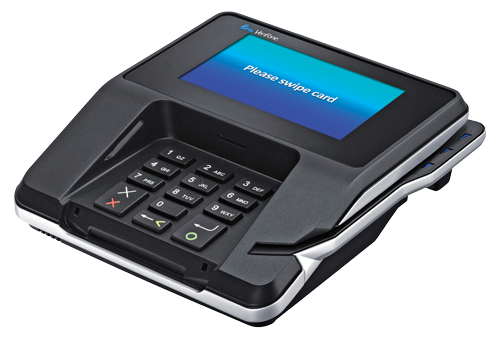 Verifone
Please swipe card
1 QZ. 2 ABC 3 DEF
4 GHI 5 JKL 6 MNO
7 PRS 8 TUV 9 WXY
0